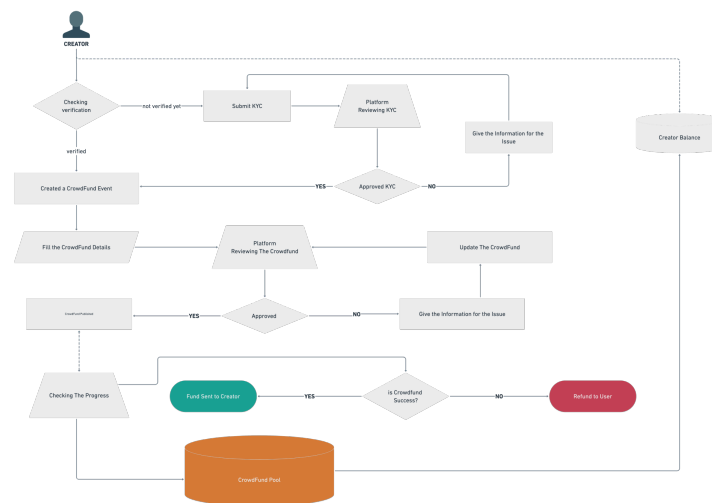 CREATOR
Checking
verification
not verified yet
Submit KYC
Platform
Reviewing KYC
Give the Information for the
Issue
Creator Balance
verified
Created a CrowdFund Event
YES
Approved KYC
NO
Fill the CrowdFund Details
Platform
Reviewing The Crowdfund
Update The CrowdFund
CrowdFund Published
YES
Approved
NO
Give the Information for the Issue
Checking The Progress
Fund Sent to Creator
YES
is Crowdfund
Success?
NO
Refund to User
CrowdFund Pool